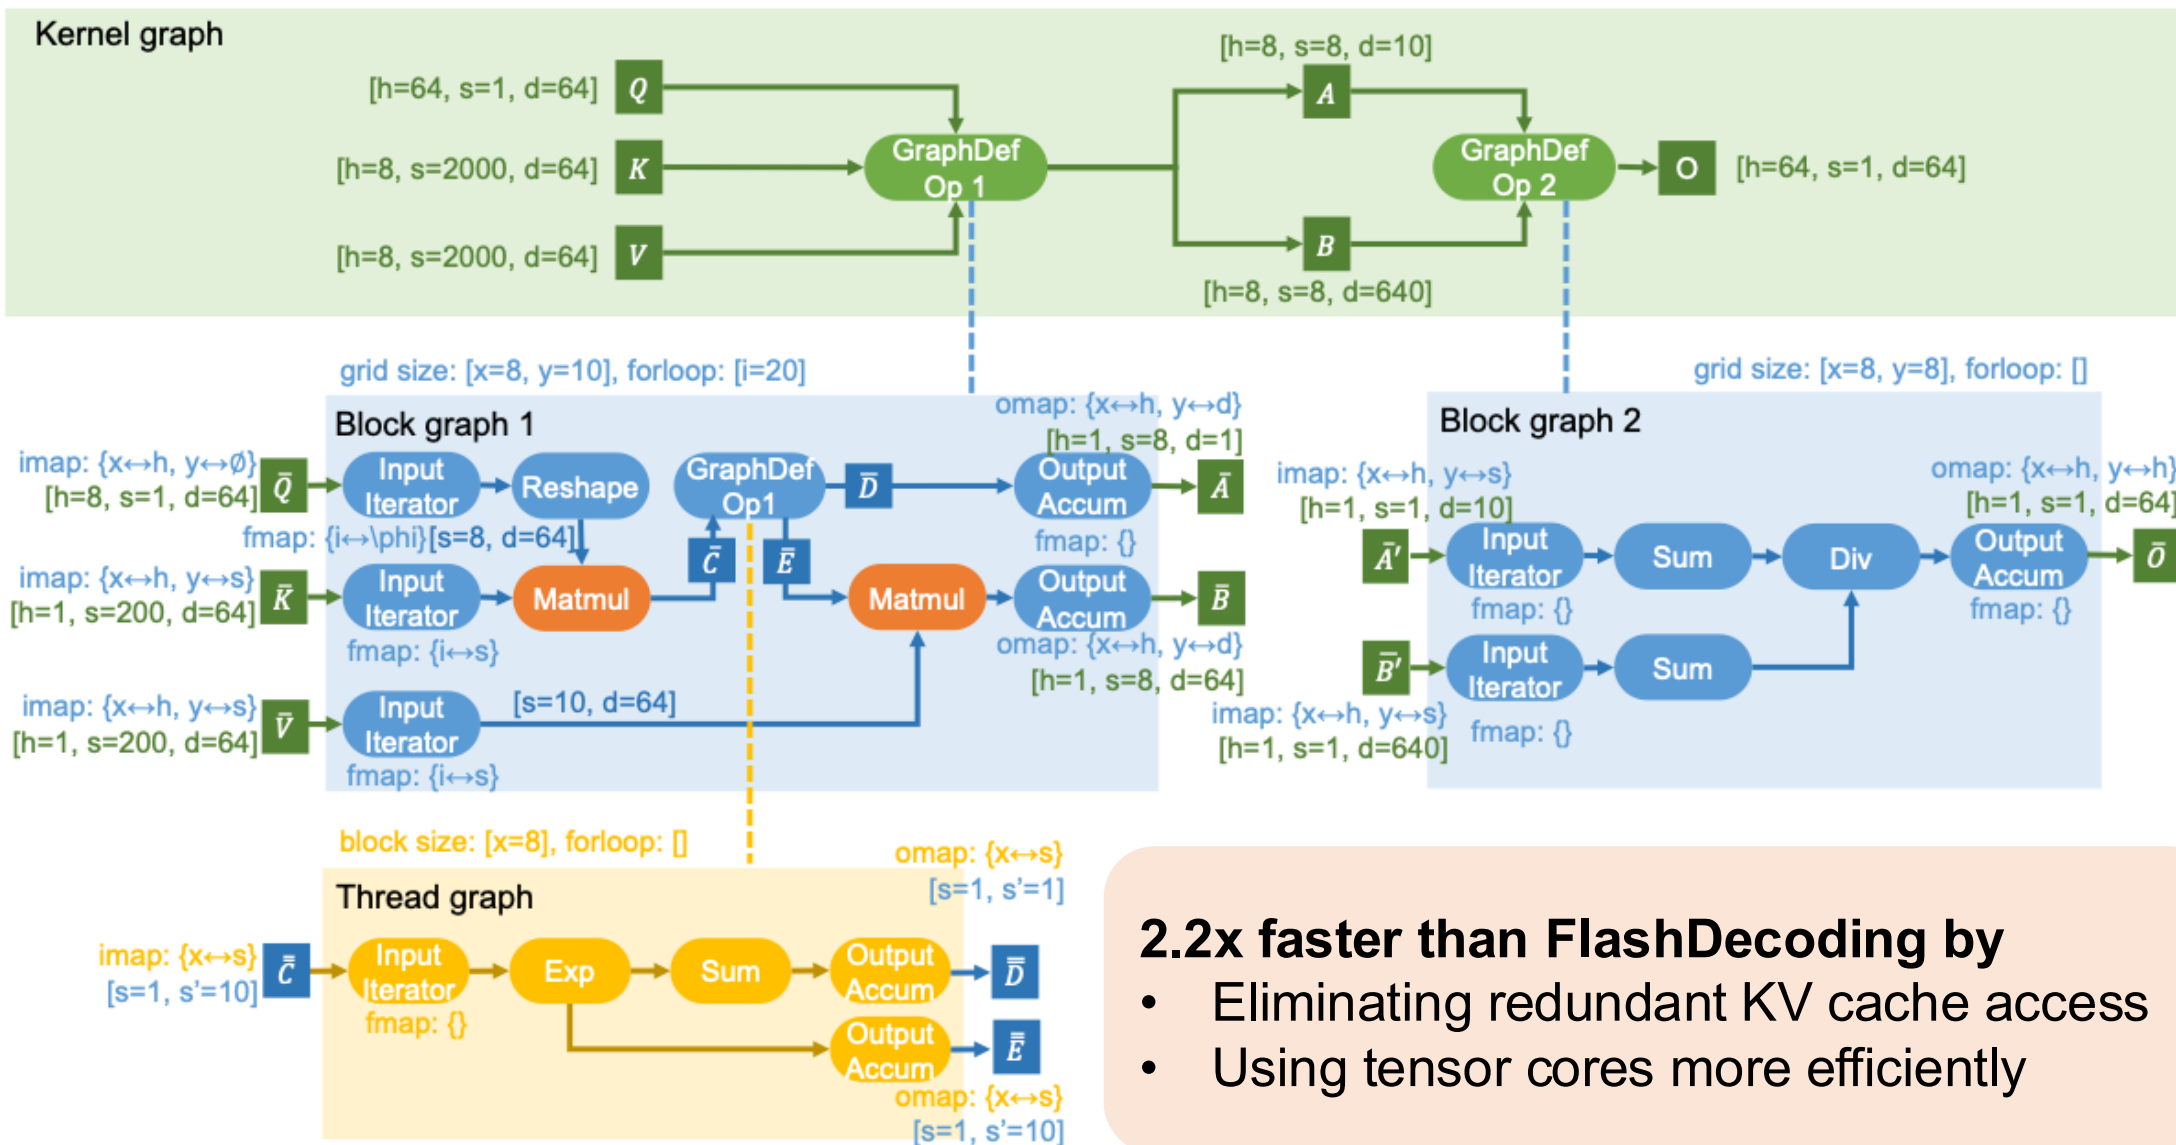 Kernel graph
[h=64, s=1, d=64]
Q
[h=8, s=2000, d=64]
K
[h=8, s=2000, d=64]
V
GraphDef
Op 1
[h=8, s=8, d=10]
A
B
[h=8, s=8, d=640]
GraphDef
Op 2
O
[h=64, s=1, d=64]
grid size: [x=8, y=10], forloop: [i=20]
Block graph 1
imap: {x↔h, y↔∅}
[h=8, s=1, d=64]
Q̄
Input
Iterator
Reshape
fmap: {i↔\phi}
[s=8, d=64]
imap: {x↔h, y↔s}
[h=1, s=200, d=64]
K̄
Input
Iterator
fmap: {i↔s}
Matmul
C̄
GraphDef
Op1
D̄
Ē
Matmul
imap: {x↔h, y↔s}
[h=1, s=200, d=64]
V̄
Input
Iterator
fmap: {i↔s}
[s=10, d=64]
omap: {x↔h, y↔d}
[h=1, s=8, d=1]
Output
Accum
fmap: {}
Ā
Output
Accum
B̄
omap: {x↔h, y↔d}
[h=1, s=8, d=64]
grid size: [x=8, y=8], forloop: []
Block graph 2
imap: {x↔h, y↔s}
[h=1, s=1, d=10]
Ā'
Input
Iterator
fmap: {}
Sum
Div
omap: {x↔h, y↔h}
[h=1, s=1, d=64]
Output
Accum
fmap: {}
Ō
B̄'
Input
Iterator
fmap: {}
Sum
imap: {x↔h, y↔s}
[h=1, s=1, d=640]
block size: [x=8], forloop: []
Thread graph
imap: {x↔s}
[s=1, s'=10]
C̿
Input
Iterator
fmap: {}
Exp
Sum
omap: {x↔s}
[s=1, s'=1]
Output
Accum
D̿
Output
Accum
E̿
omap: {x↔s}
[s=1, s'=10]
2.2x faster than FlashDecoding by
• Eliminating redundant KV cache access
• Using tensor cores more efficiently